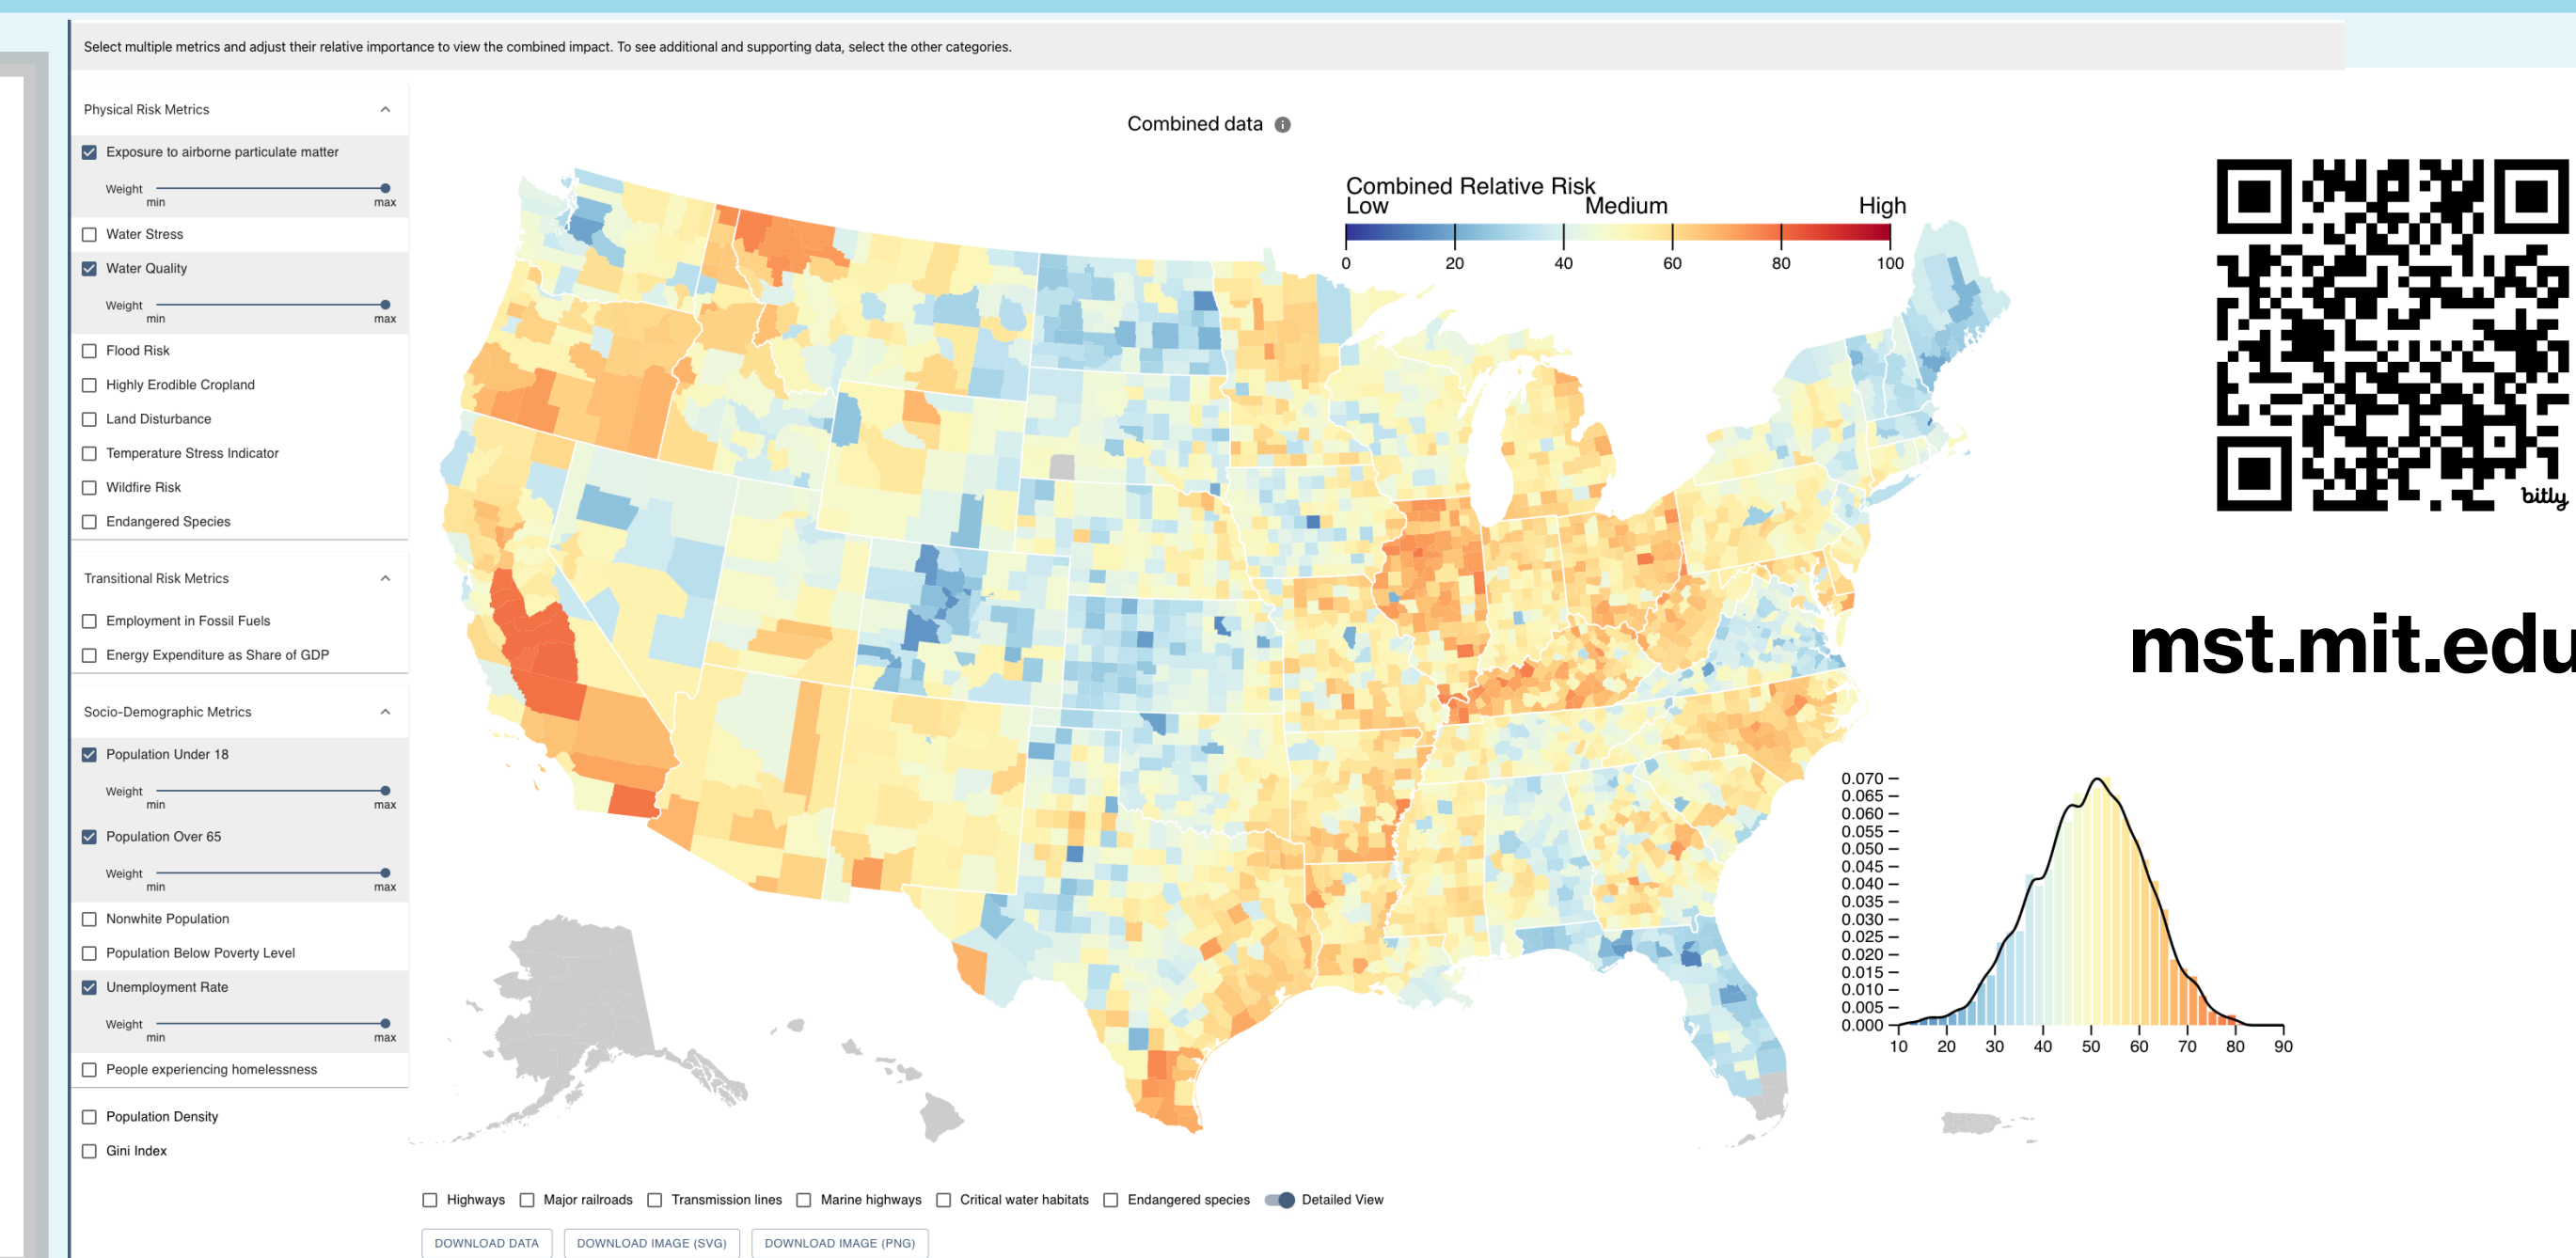 Select multiple metrics and adjust their relative importance to view the combined impact. To see additional and supporting data, select the other categories.
Physical Risk Metrics
Exposure to airborne particulate matter
Weight
min max
Water Stress
Water Quality
Weight
min max
Flood Risk
Highly Erodible Cropland
Land Disturbance
Temperature Stress Indicator
Wildfire Risk
Endangered Species
Transitional Risk Metrics
Employment in Fossil Fuels
Energy Expenditure as Share of GDP
Socio-Demographic Metrics
Population Under 18
Weight
min max
Population Over 65
Weight
min max
Nonwhite Population
Population Below Poverty Level
Unemployment Rate
Weight
min max
People experiencing homelessness
Population Density
Gini Index
Combined data i
Combined Relative Risk
Low Medium High
0 20 40 60 80 100
bitly
mst.mit.edu
0.070
0.065
0.060
0.055
0.050
0.045
0.040
0.035
0.030
0.025
0.020
0.015
0.010
0.005
0.000
10 20 30 40 50 60 70 80 90
Highways Major railroads Transmission lines Marine highways Critical water habitats Endangered species Detailed View
DOWNLOAD DATA DOWNLOAD IMAGE (SVG) DOWNLOAD IMAGE (PNG)